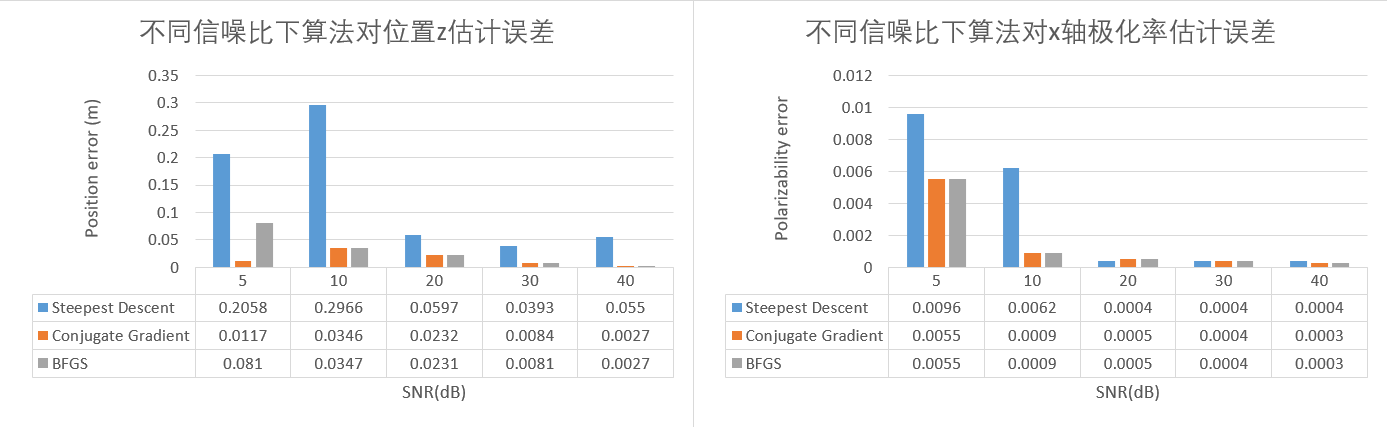 不同信噪比下算法对位置z估计误差
Position error (m)
0.35
0.3
0.25
0.2
0.15
0.1
0.05
0
5 10 20 30 40
Steepest Descent 0.2058 0.2966 0.0597 0.0393 0.055
Conjugate Gradient 0.0117 0.0346 0.0232 0.0084 0.0027
BFGS 0.081 0.0347 0.0231 0.0081 0.0027
SNR(dB)
不同信噪比下算法对x轴极化率估计误差
Polarizability error
0.012
0.01
0.008
0.006
0.004
0.002
0
5 10 20 30 40
Steepest Descent 0.0096 0.0062 0.0004 0.0004 0.0004
Conjugate Gradient 0.0055 0.0009 0.0005 0.0004 0.0003
BFGS 0.0055 0.0009 0.0005 0.0004 0.0003
SNR(dB)